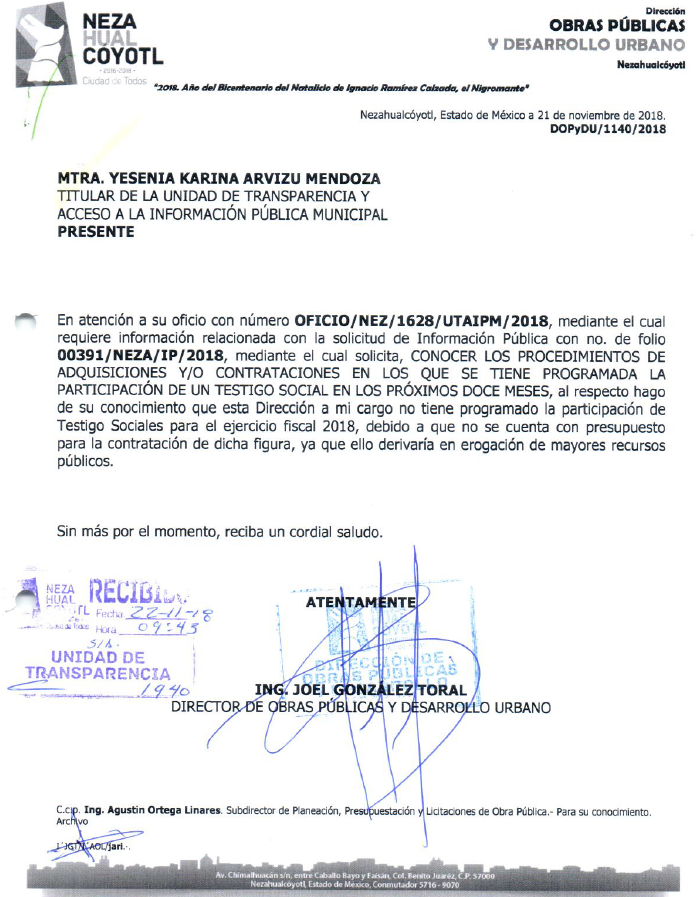 NEZA
HUAL
CÓYOTL
- 2016-2018 -
Ciudad de Todos
Dirección
OBRAS PÚBLICAS
Y DESARROLLO URBANO
Nezahualcóyotl
"2018. Año del Bicentenario del Natalicio de Ignacio Ramírez Calzada, el Nigromante"
Nezahualcóyotl, Estado de México a 21 de noviembre de 2018.
DOPyDU/1140/2018
MTRA. YESENIA KARINA ARVIZU MENDOZA
TITULAR DE LA UNIDAD DE TRANSPARENCIA Y
ACCESO A LA INFORMACIÓN PÚBLICA MUNICIPAL
PRESENTE
En atención a su oficio con número OFICIO/NEZ/1628/UTAIPM/2018, mediante el cual
requiere información relacionada con la solicitud de Información Pública con no. de folio
00391/NEZA/IP/2018, mediante el cual solicita, CONOCER LOS PROCEDIMIENTOS DE
ADQUISICIONES Y/O CONTRATACIONES EN LOS QUE SE TIENE PROGRAMADA LA
PARTICIPACIÓN DE UN TESTIGO SOCIAL EN LOS PRÓXIMOS DOCE MESES, al respecto hago
de su conocimiento que esta Dirección a mi cargo no tiene programado la participación de
Testigo Sociales para el ejercicio fiscal 2018, debido a que no se cuenta con presupuesto
para la contratación de dicha figura, ya que ello derivaría en erogación de mayores recursos
públicos.
Sin más por el momento, reciba un cordial saludo.
NEZA
HUAL
RECIBIDO
Fecha 22-11-18
Hora 09:43
S/A.
UNIDAD DE
TRANSPARENCIA
1940
ATENTAMENTE
DIRECCIÓN DE
OBRAS PÚBLICAS
ING. JOEL GONZÁLEZ TORAL
DIRECTOR DE OBRAS PÚBLICAS Y DESARROLLO URBANO
C.c.p. Ing. Agustin Ortega Linares. Subdirector de Planeación, Presupuestación y Licitaciones de Obra Pública.- Para su conocimiento.
Archivo
AOL/jari.-.
Av. Chimalhuacán s/n, entre Caballo Bayo y Faisán, Col. Benito Juárez, C.P. 57000
Nezahualcóyotl, Estado de México, Conmutador 5716 - 9070